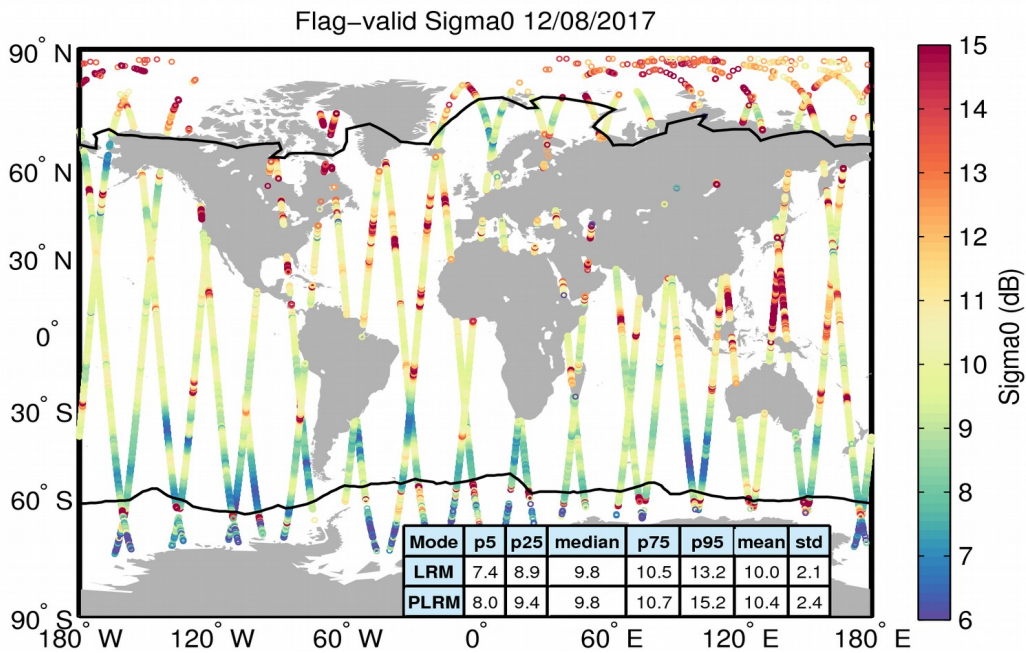 Flag−valid Sigma0 12/08/2017
90° N
60° N
30° N
0°
30° S
60° S
90° S
180° W
120° W
60° W
0°
60° E
120° E
180° E
Mode p5 p25 median p75 p95 mean std
LRM 7.4 8.9 9.8 10.5 13.2 10.0 2.1
PLRM 8.0 9.4 9.8 10.7 15.2 10.4 2.4
15
14
13
12
11
10
9
8
7
6
Sigma0 (dB)